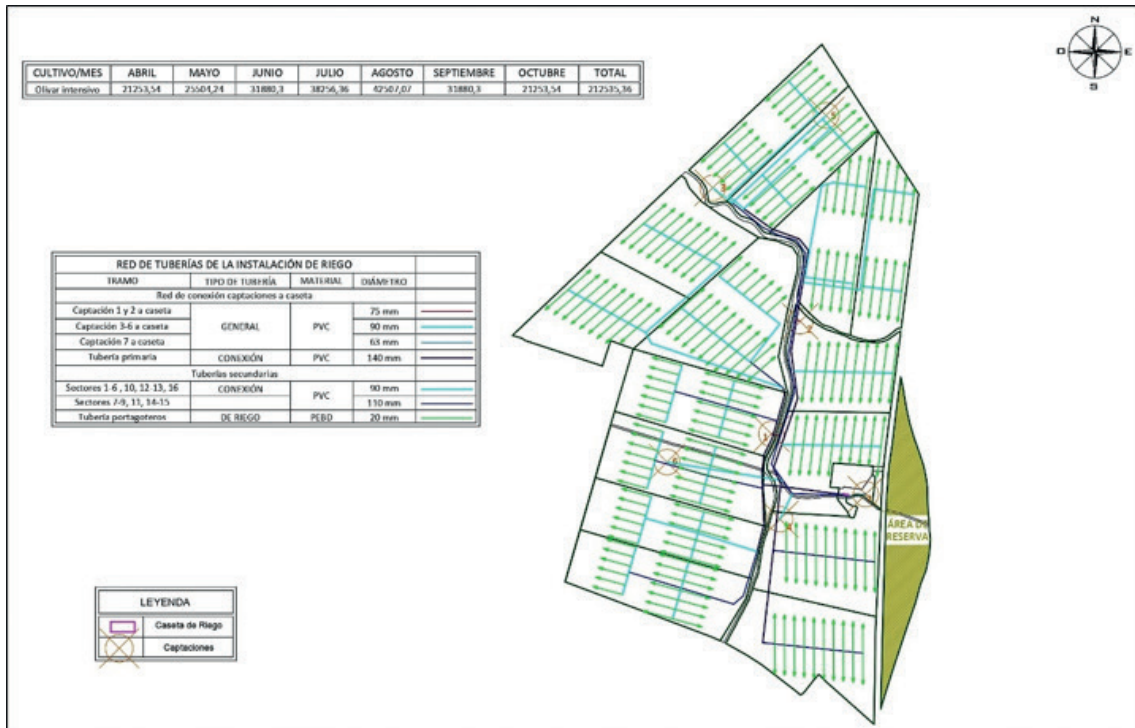 N
O E
S
CULTIVO/MES ABRIL MAYO JUNIO JULIO AGOSTO SEPTIEMBRE OCTUBRE TOTAL
Olivar intensivo 21253,54 25504,24 31880,3 38256,36 42507,07 31880,3 21253,54 212535,36
RED DE TUBERÍAS DE LA INSTALACIÓN DE RIEGO
TRAMO TIPO DE TUBERÍA MATERIAL DIÁMETRO
Red de conexión captaciones a caseta
Captación 1 y 2 a caseta 75 mm
Captación 3-6 a caseta GENERAL PVC 90 mm
Captación 7 a caseta 63 mm
Tubería primaria CONEXIÓN PVC 140 mm
Tuberías secundarias
Sectores 1-6 , 10, 12-13, 16 CONEXIÓN PVC 90 mm
Sectores 7-9, 11, 14-15 110 mm
Tubería portagoteros DE RIEGO PEBD 20 mm
5
3
2
1
6
ÁREA DE
RESERVA
LEYENDA
Caseta de Riego
Captaciones